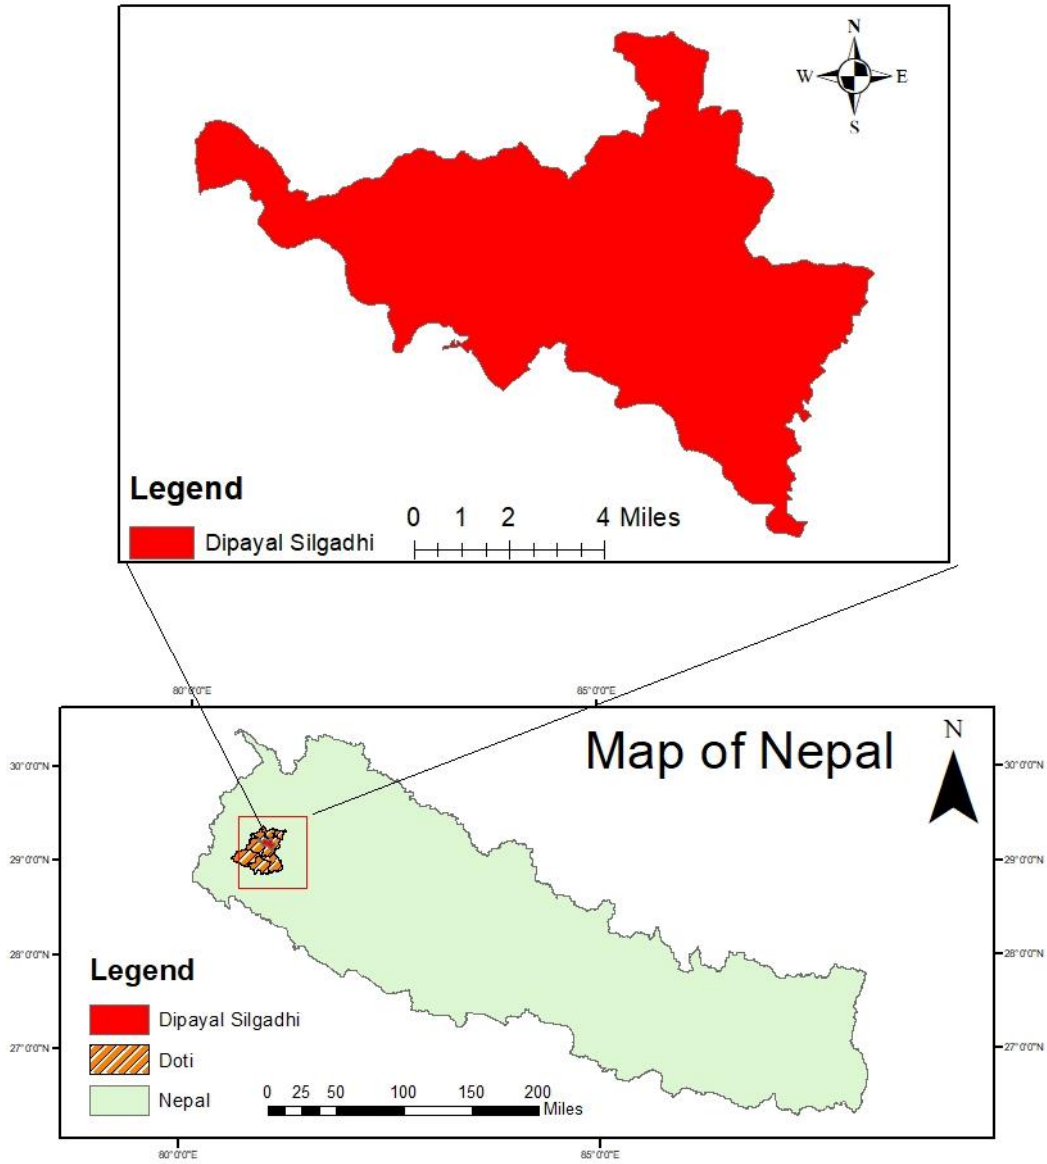 N
W E
S
Legend
Dipayal Silgadhi
0 1 2 4 Miles
80°0'0"E 85°0'0"E
Map of Nepal
N
30°0'0"N 30°0'0"N
29°0'0"N 29°0'0"N
28°0'0"N 28°0'0"N
27°0'0"N 27°0'0"N
Legend
Dipayal Silgadhi
Doti
Nepal
0 25 50 100 150 200
Miles
80°0'0"E 85°0'0"E